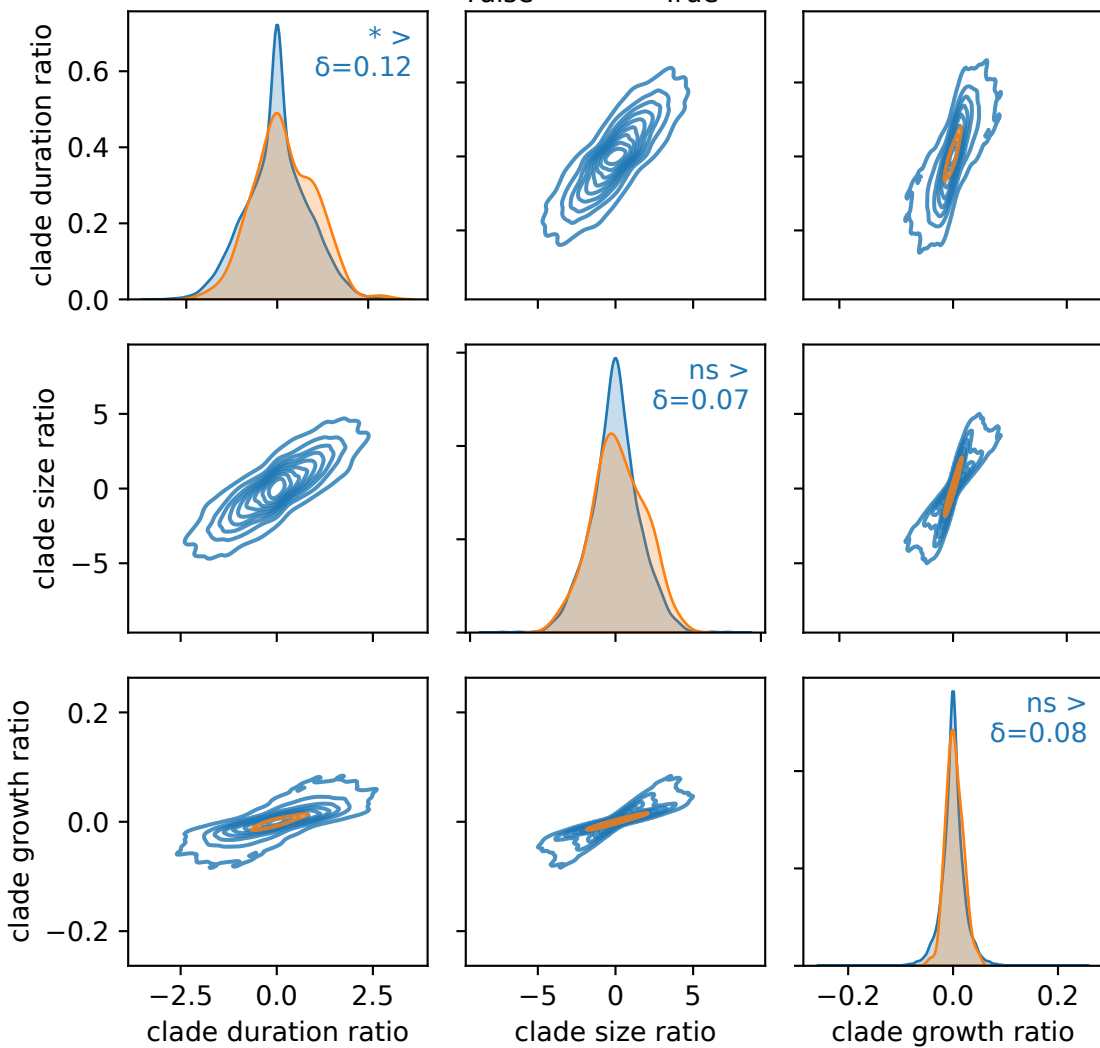 clade duration ratio
0.6
0.4
0.2
0.0
* >
δ=0.12
clade size ratio
5
0
−5
ns >
δ=0.07
clade growth ratio
0.2
0.0
−0.2
ns >
δ=0.08
−2.5 0.0 2.5
−5 0 5
−0.2 0.0 0.2
clade duration ratio
clade size ratio
clade growth ratio